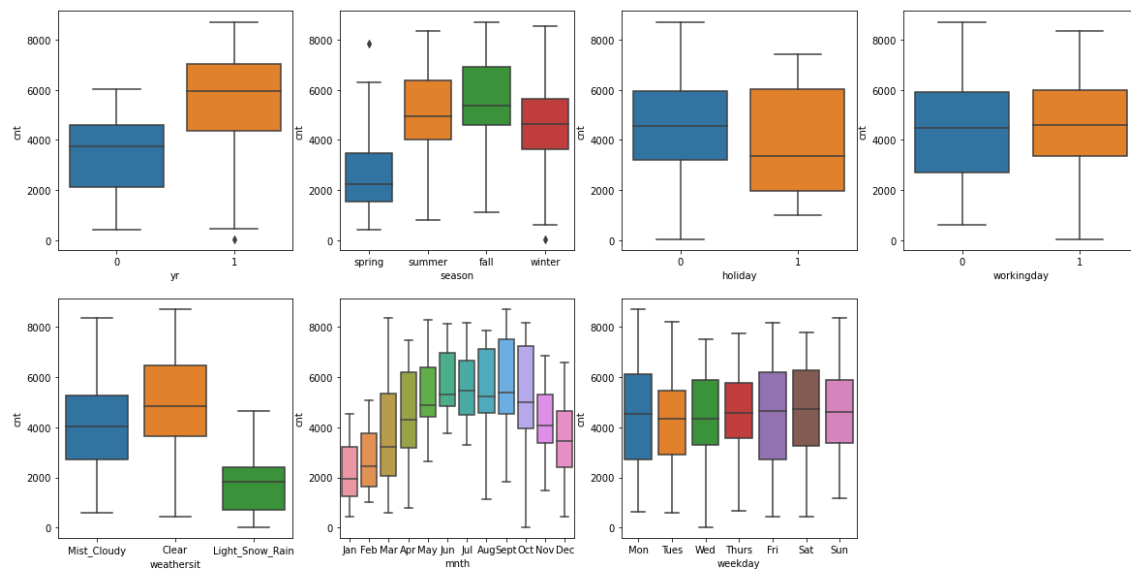 8000
6000
4000
2000
0
cnt
0 1
yr
8000
6000
4000
2000
0
cnt
spring summer fall winter
season
8000
6000
4000
2000
0
cnt
0 1
holiday
8000
6000
4000
2000
0
cnt
0 1
workingday
8000
6000
4000
2000
0
cnt
Mist_Cloudy Clear Light_Snow_Rain
weathersit
8000
6000
4000
2000
0
cnt
Jan Feb Mar Apr May Jun Jul Aug Sept Oct Nov Dec
mnth
8000
6000
4000
2000
0
cnt
Mon Tues Wed Thurs Fri Sat Sun
weekday